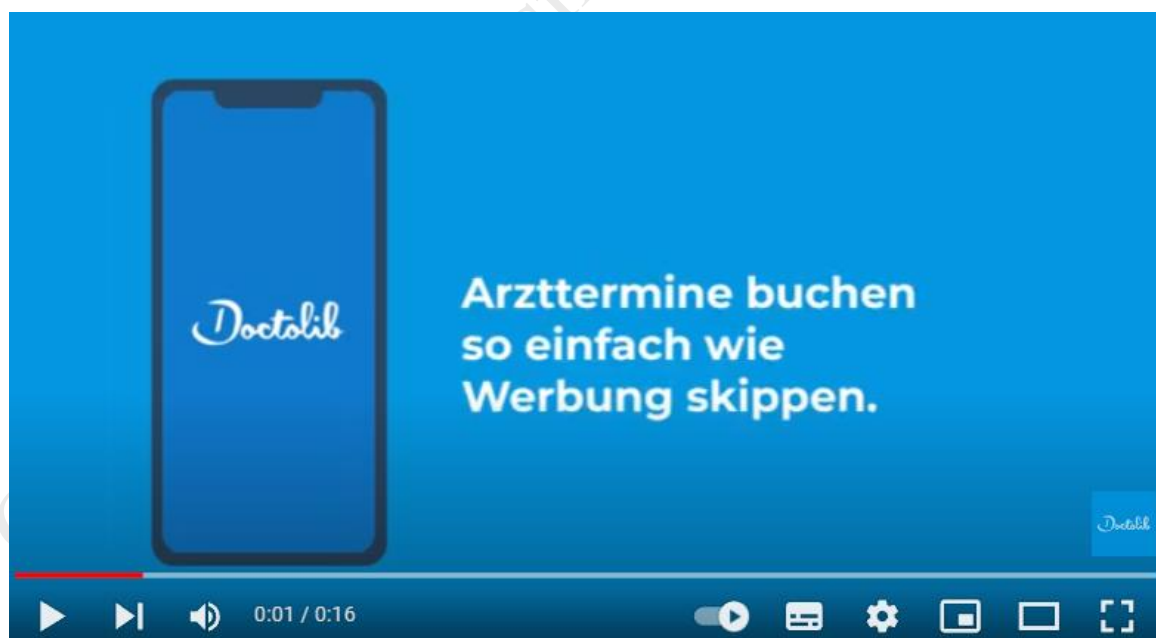 Doctolib
Arzttermine buchen
so einfach wie
Werbung skippen.
Doctolib
0:01 / 0:16